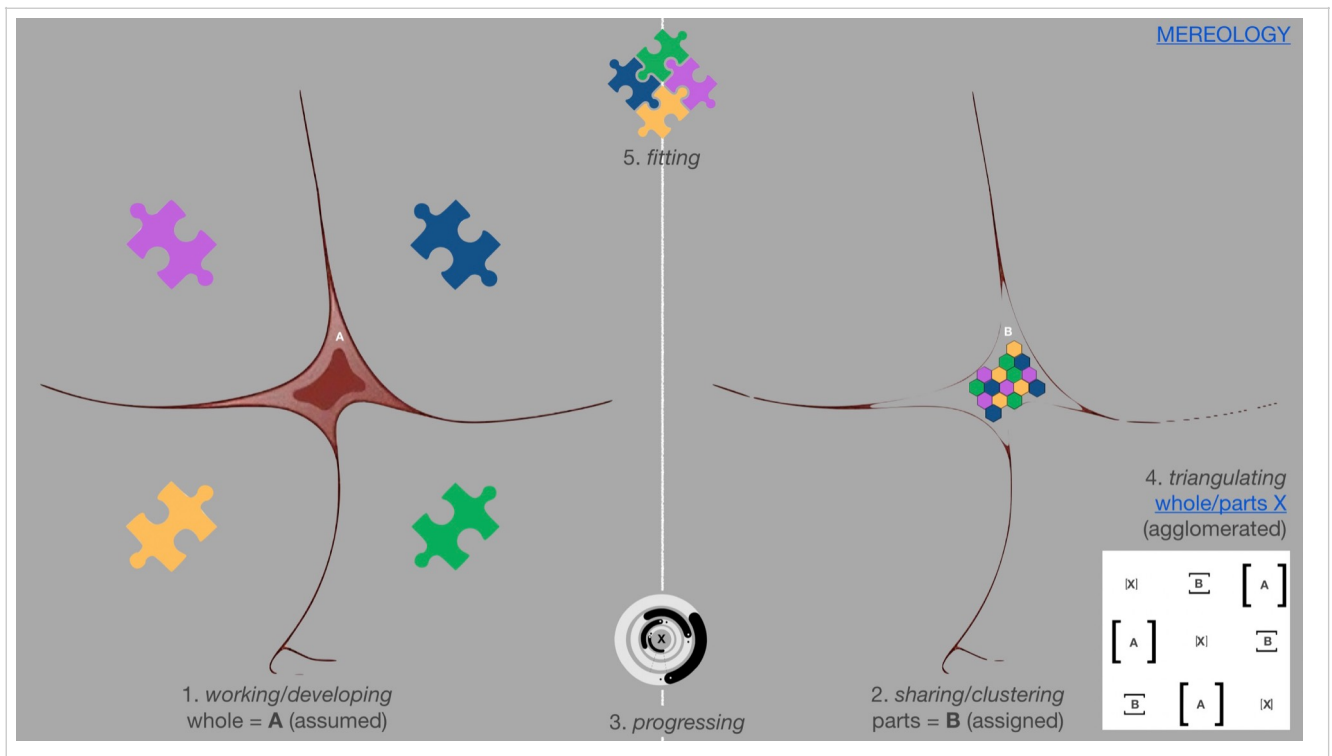 MEREOLOGY
5. fitting
A
B
4. triangulating
whole/parts X
(agglomerated)
|X| B [ A ]
[ A ] |X| B
B [ A ] |X|
X
1. working/developing
whole = A (assumed)
3. progressing
2. sharing/clustering
parts = B (assigned)